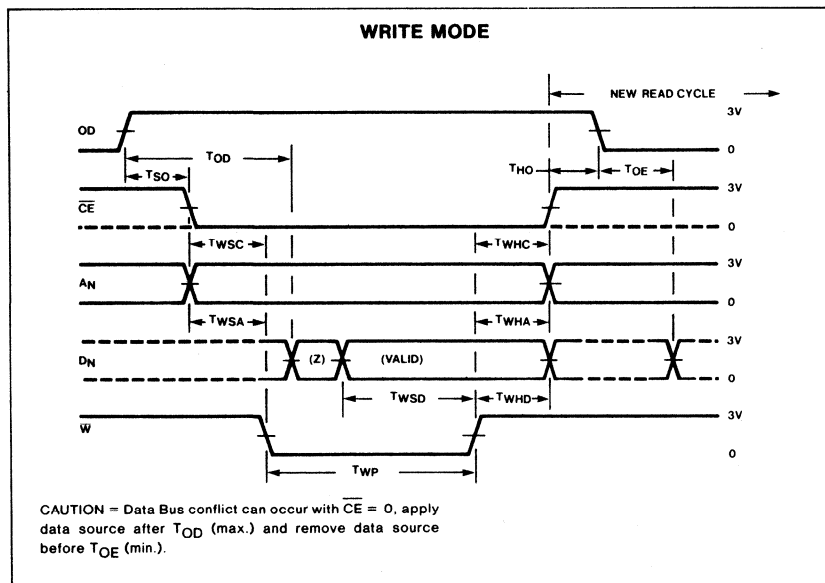 WRITE MODE
NEW READ CYCLE
OD
3V
0
TOD
TSO
THO
TOE
CE
3V
0
TWSC
TWHC
AN
3V
0
TWSA
TWHA
DN
(Z)
(VALID)
3V
0
TWSD
TWHD
W
3V
0
TWP
CAUTION = Data Bus conflict can occur with CE = 0, apply
data source after TOD (max.) and remove data source
before TOE (min.).